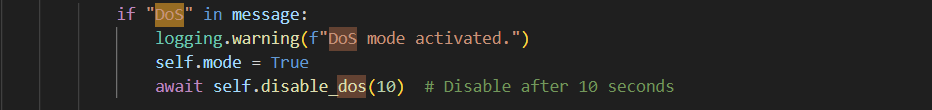 if "DoS" in message:
logging.warning(f"DoS mode activated.")
self.mode = True
await self.disable_dos(10)  # Disable after 10 seconds